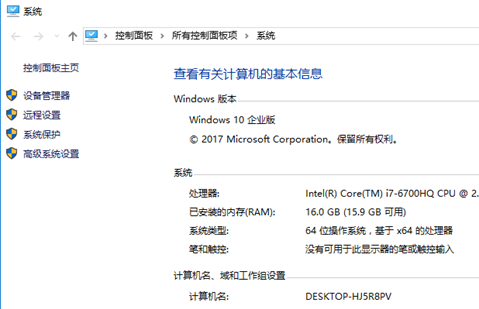 系统
控制面板 所有控制面板项 系统
控制面板主页
设备管理器
远程设置
系统保护
高级系统设置
查看有关计算机的基本信息
Windows 版本
Windows 10 企业版
© 2017 Microsoft Corporation。保留所有权利。
系统
处理器: Intel(R) Core(TM) i7-6700HQ CPU @ 2.
已安装的内存(RAM): 16.0 GB (15.9 GB 可用)
系统类型: 64 位操作系统，基于 x64 的处理器
笔和触控: 没有可用于此显示器的笔或触控输入
计算机名、域和工作组设置
计算机名: DESKTOP-HJ5R8PV